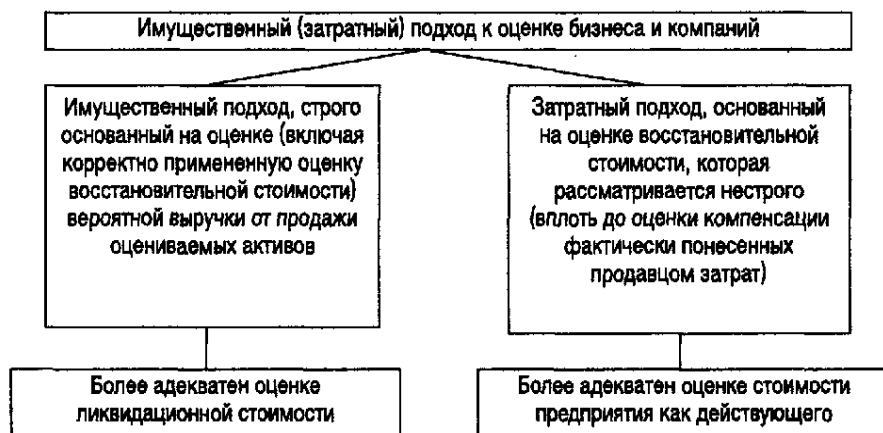 Имущественный (затратный) подход к оценке бизнеса и компаний
Имущественный подход, строго
основанный на оценке (включая
корректно примененную оценку
восстановительной стоимости)
вероятной выручки от продажи
оцениваемых активов
Затратный подход, основанный
на оценке восстановительной
стоимости, которая
рассматривается нестрого
(вплоть до оценки компенсации
фактически понесенных
продавцом затрат)
Более адекватен оценке
ликвидационной стоимости
Более адекватен оценке стоимости
предприятия как действующего